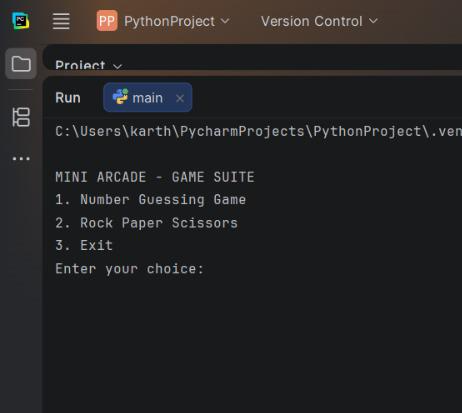 PC
PP PythonProject Version Control
Project
Run main
C:\Users\karth\PycharmProjects\PythonProject\.ven
MINI ARCADE - GAME SUITE
1. Number Guessing Game
2. Rock Paper Scissors
3. Exit
Enter your choice: